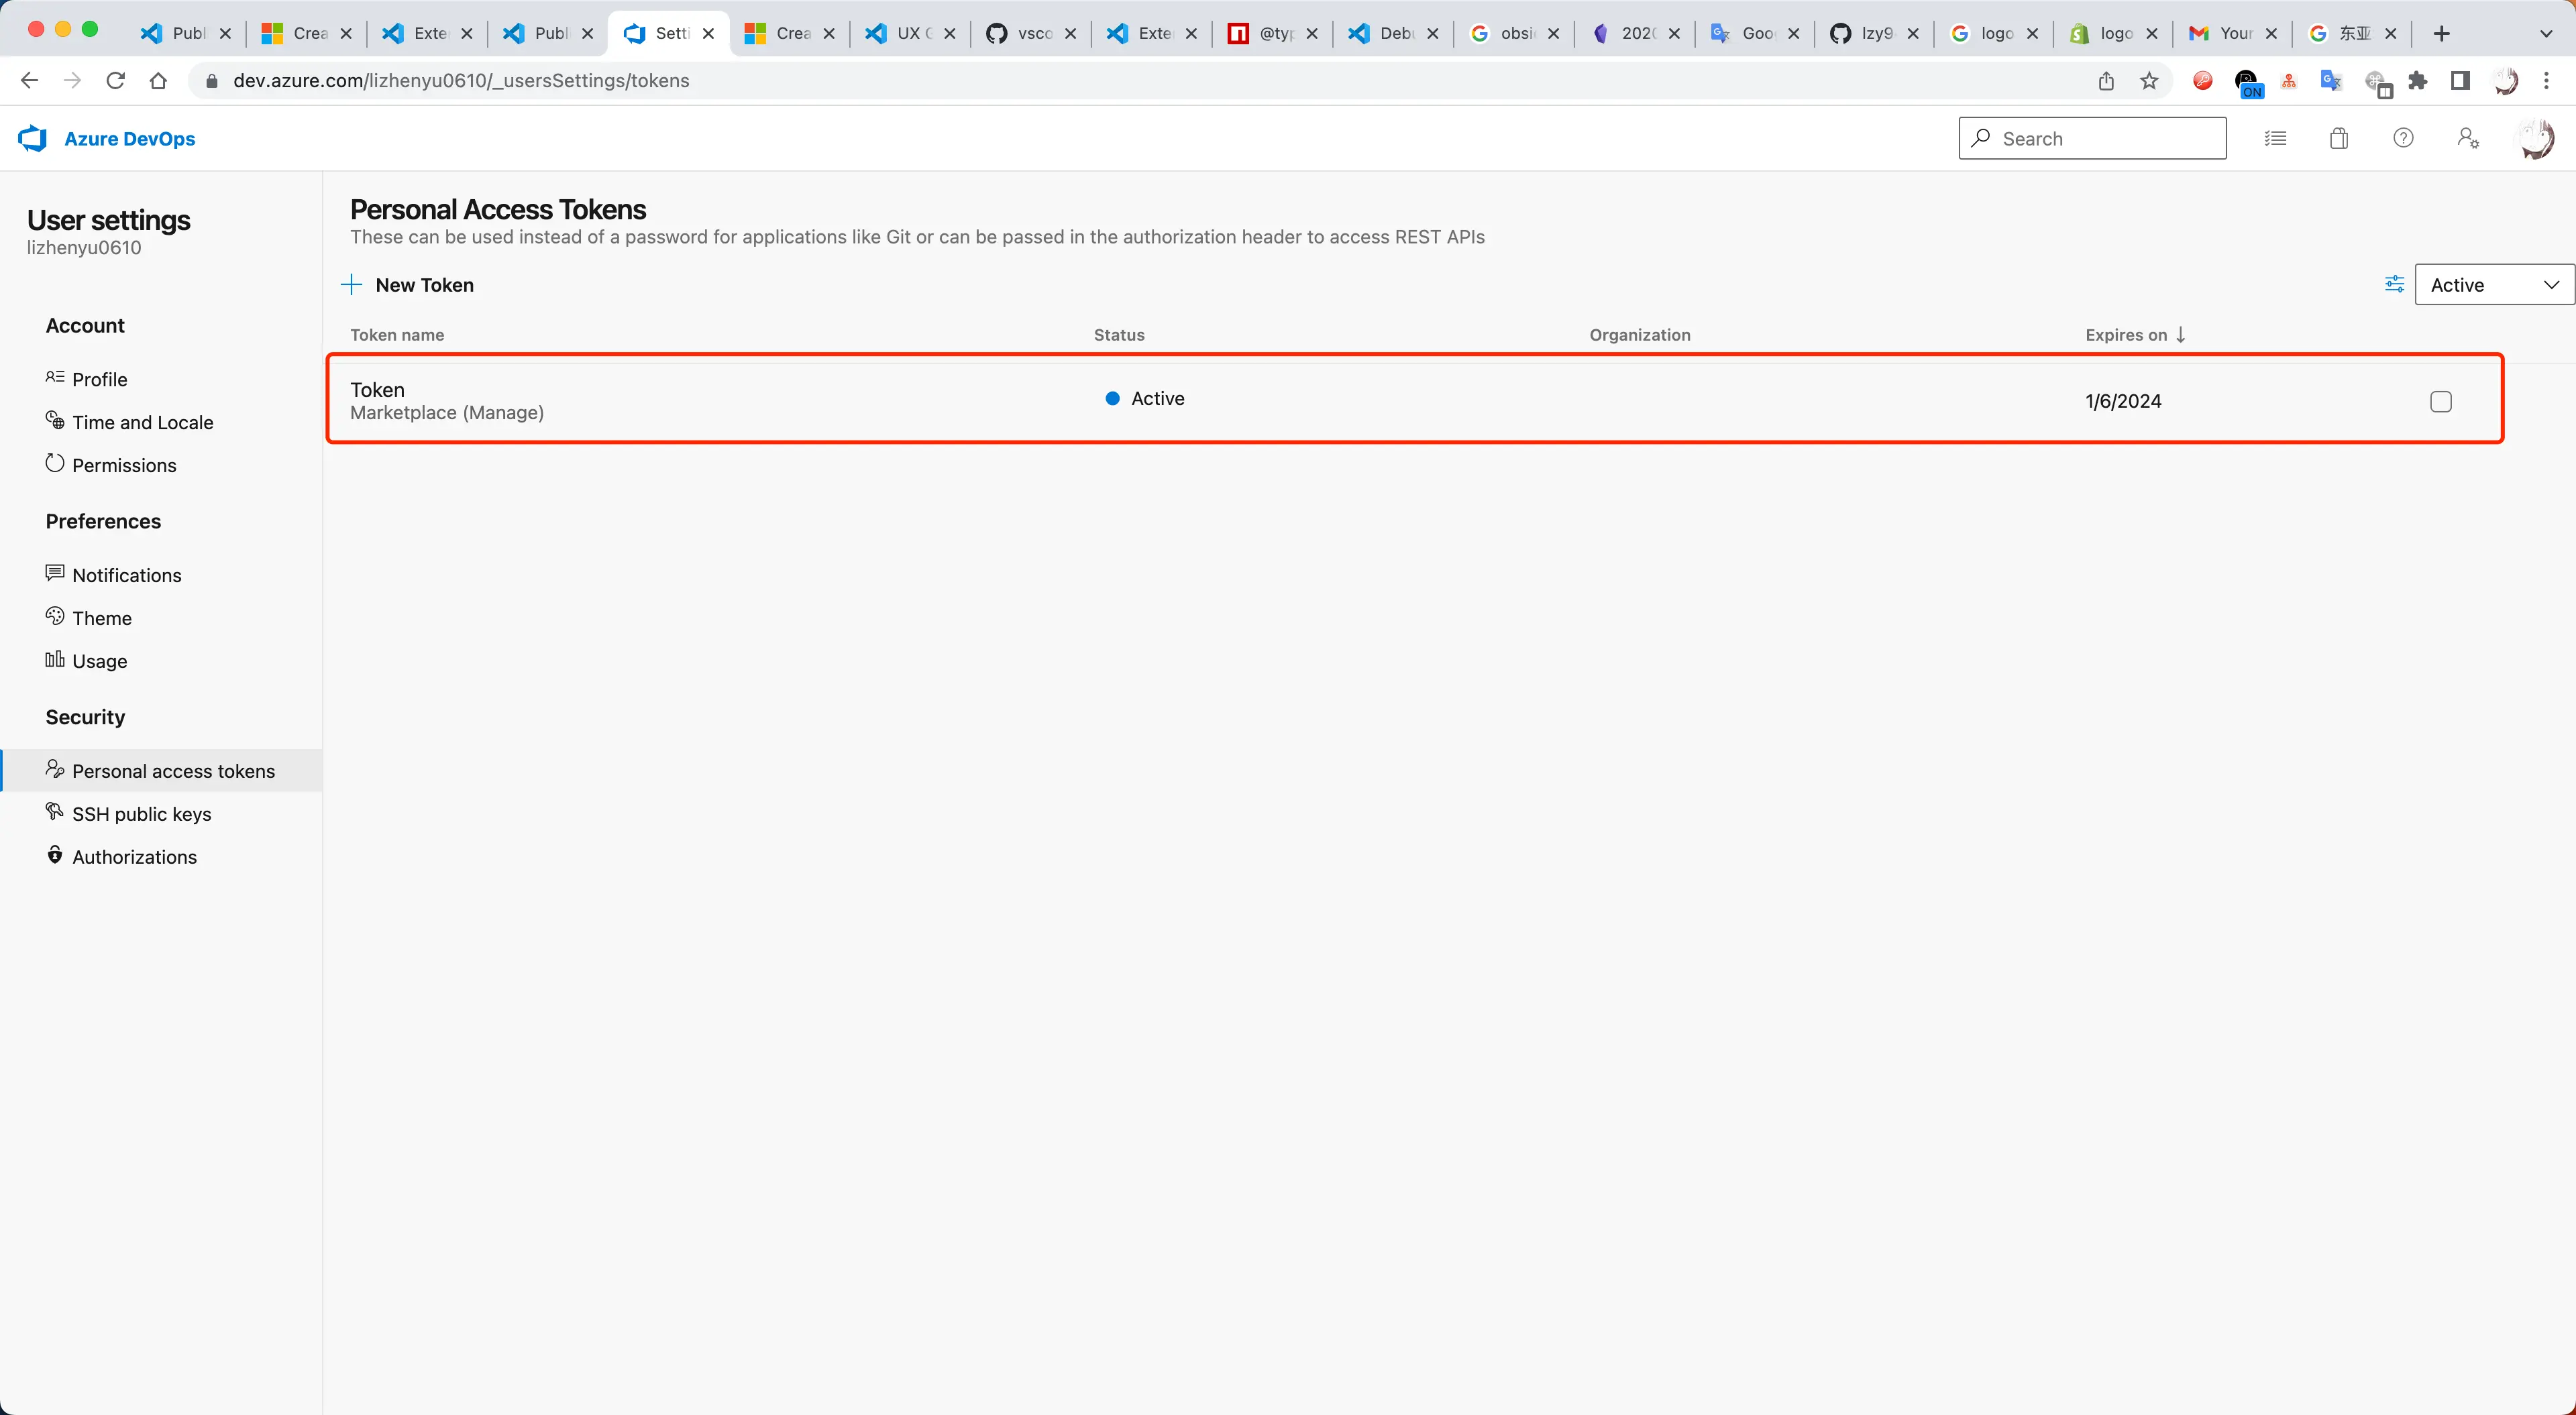 Publ
Crea
Exte
Publ
Setti
Crea
UX G
vsco
Exte
@typ
Debu
obsi
2020
Goo
lzy9
logo
logo
Your
东亚
dev.azure.com/lizhenyu0610/_usersSettings/tokens
ON
Azure DevOps
Search
User settings
lizhenyu0610
Account
Profile
Time and Locale
Permissions
Preferences
Notifications
Theme
Usage
Security
Personal access tokens
SSH public keys
Authorizations
Personal Access Tokens
These can be used instead of a password for applications like Git or can be passed in the authorization header to access REST APIs
New Token
Active
Token name Status Organization Expires on
Token Active 1/6/2024
Marketplace (Manage)